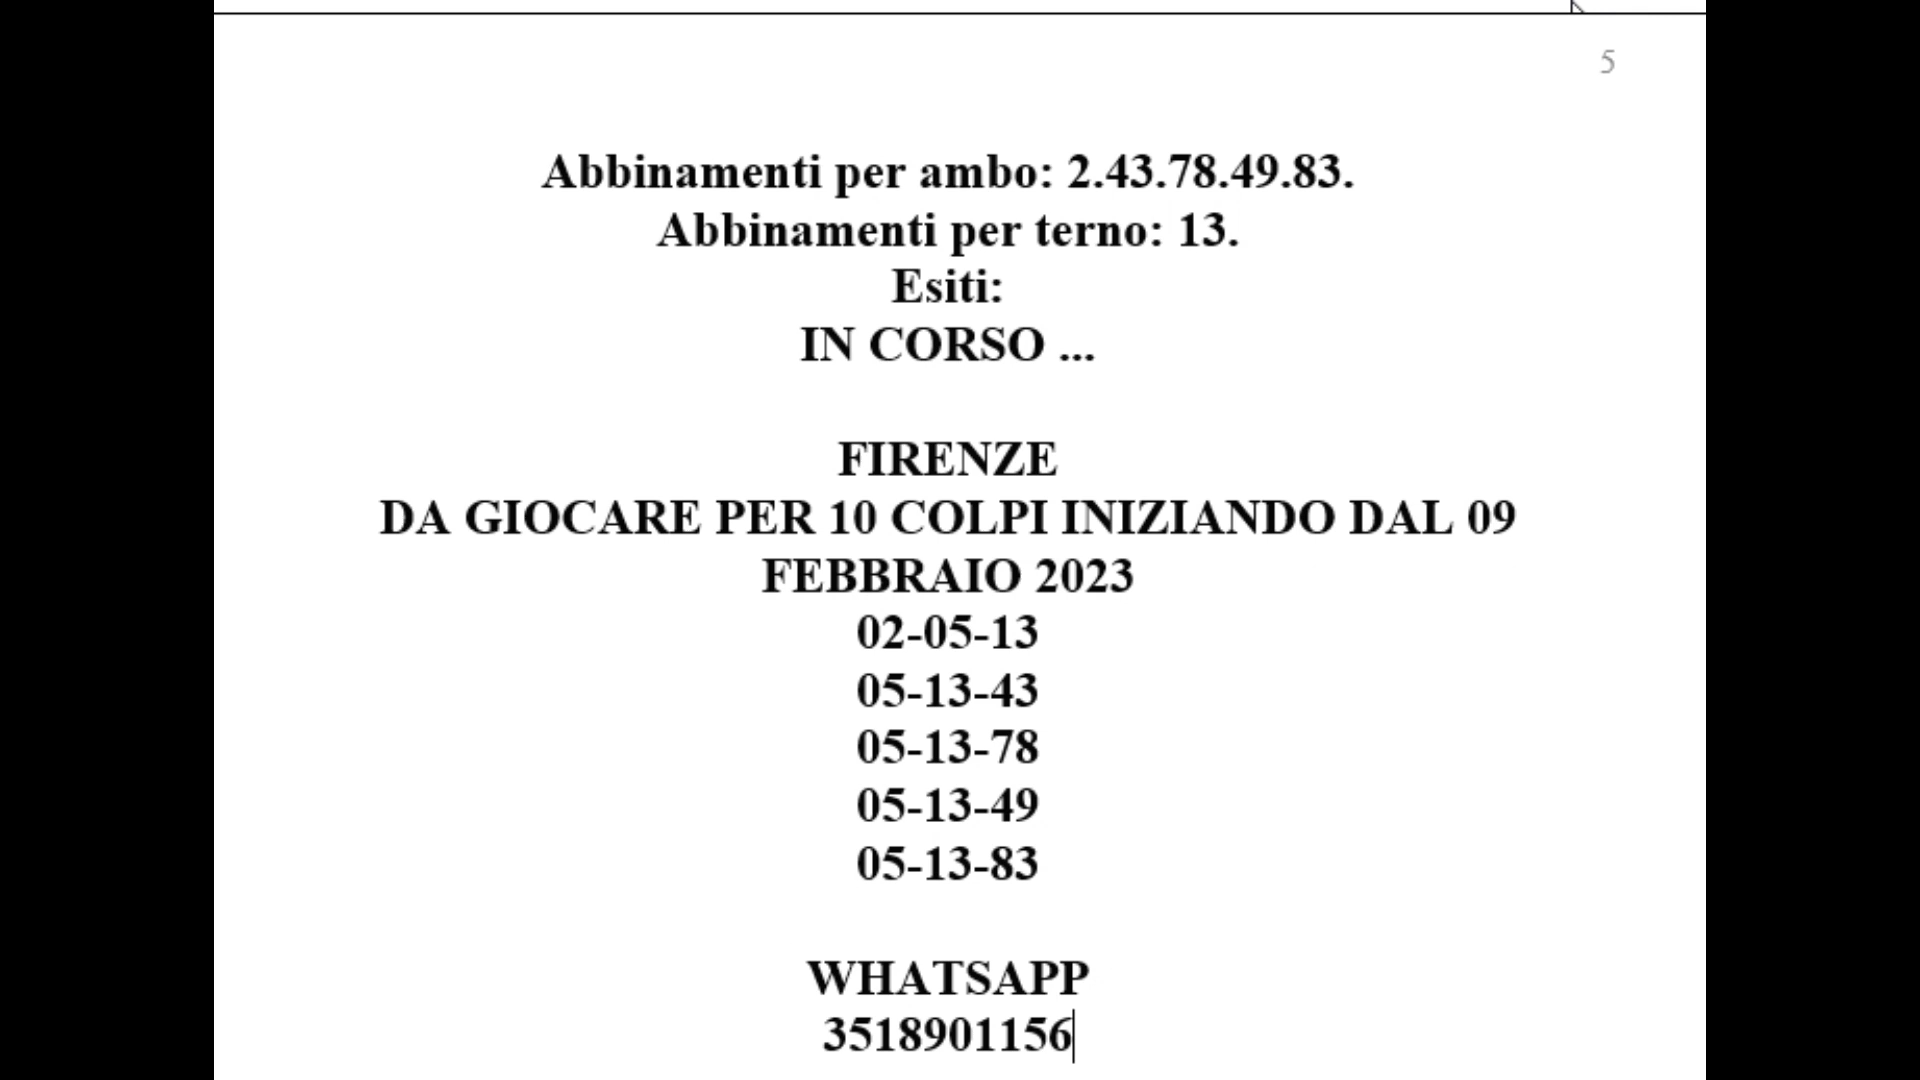 5
Abbinamenti per ambo: 2.43.78.49.83.
Abbinamenti per terno: 13.
Esiti:
IN CORSO ...
FIRENZE
DA GIOCARE PER 10 COLPI INIZIANDO DAL 09
FEBBRAIO 2023
02-05-13
05-13-43
05-13-78
05-13-49
05-13-83
WHATSAPP
3518901156